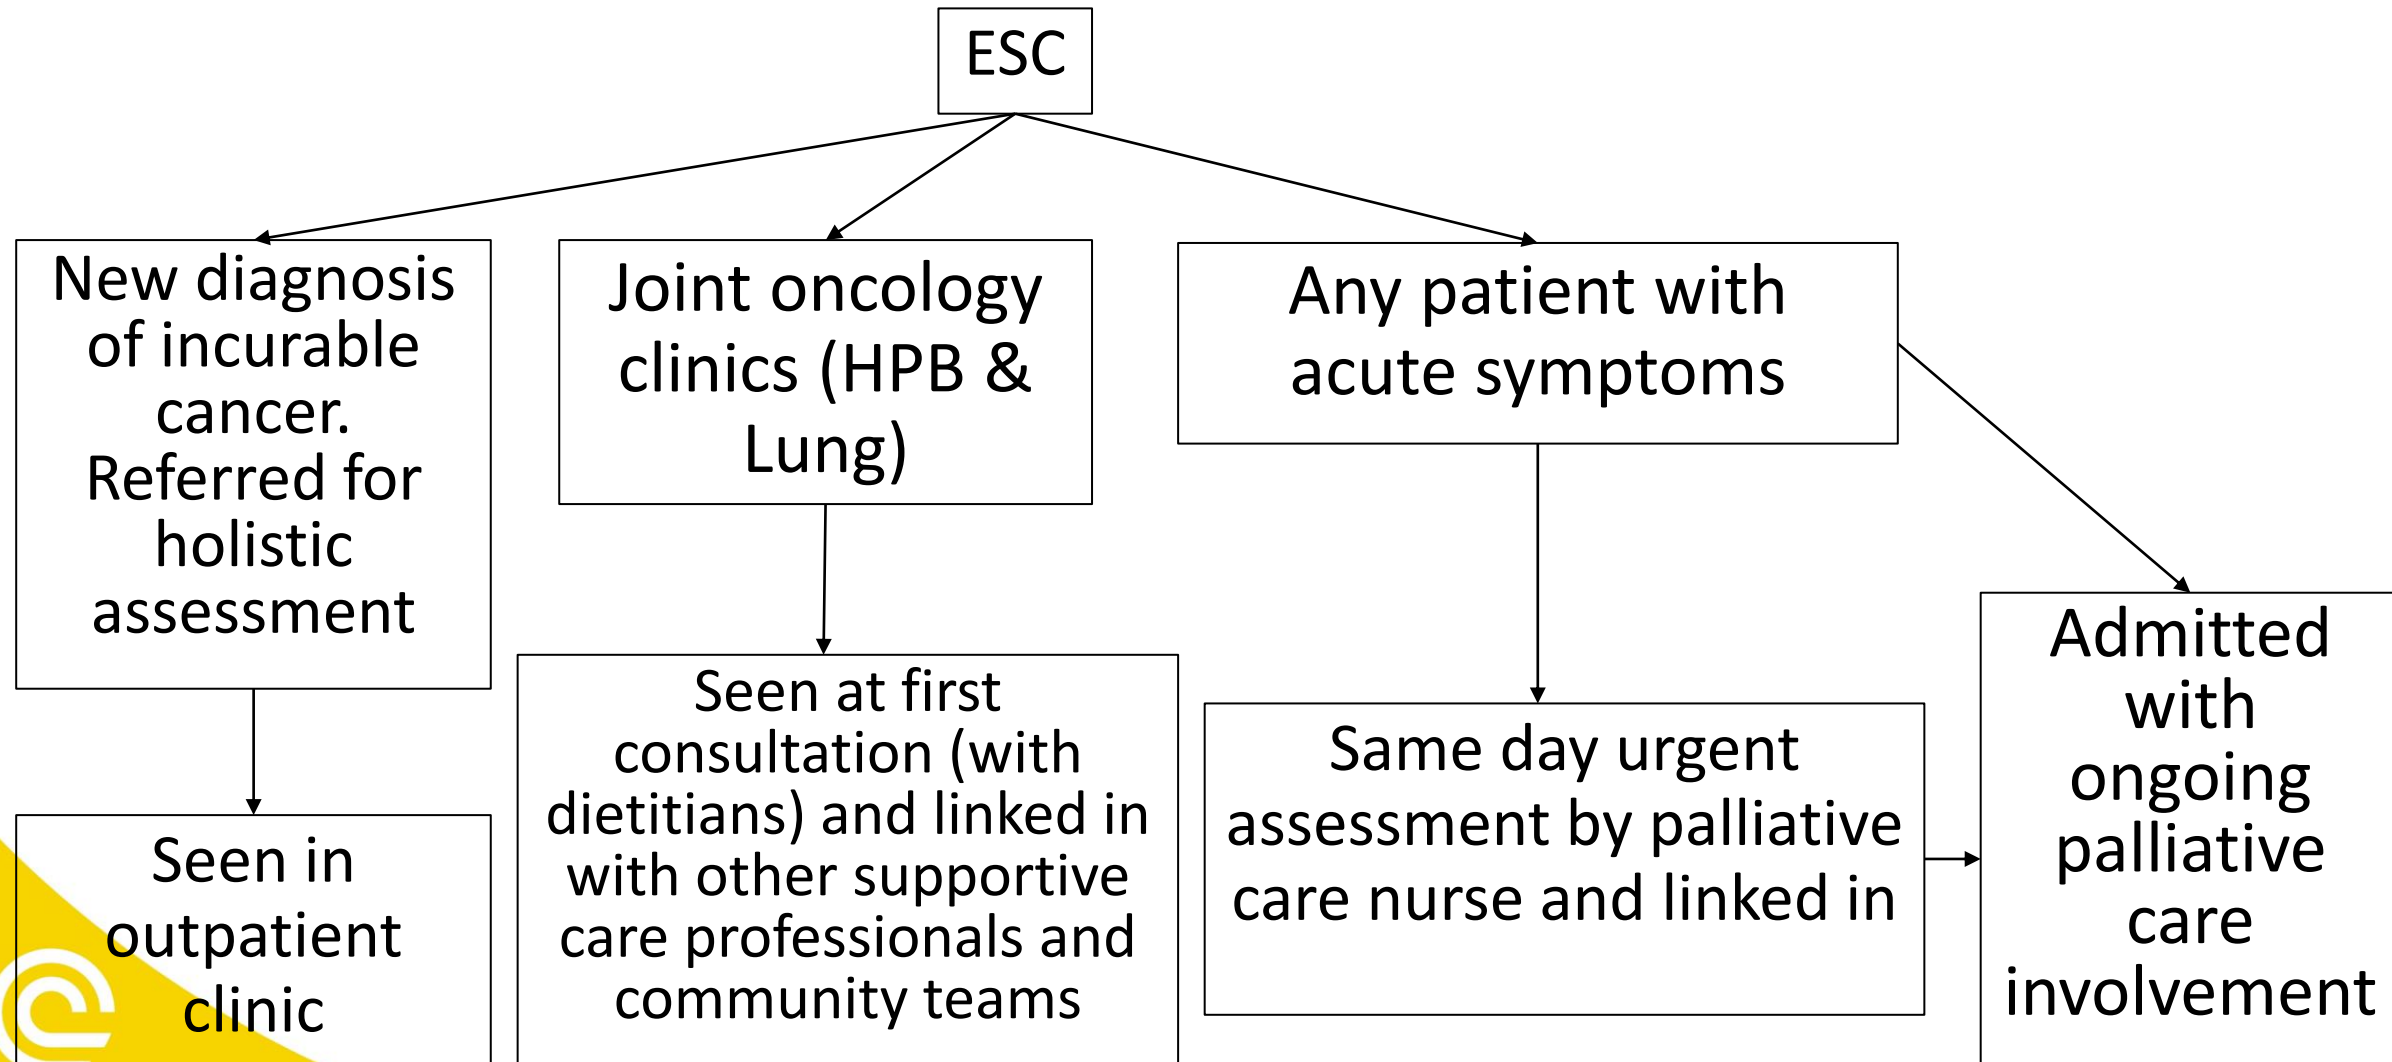 ESC
New diagnosis
of incurable
cancer.
Referred for
holistic
assessment
Joint oncology
clinics (HPB &
Lung)
Any patient with
acute symptoms
Seen in
outpatient
clinic
Seen at first
consultation (with
dietitians) and linked in
with other supportive
care professionals and
community teams
Same day urgent
assessment by palliative
care nurse and linked in
Admitted
with
ongoing
palliative
care
involvement